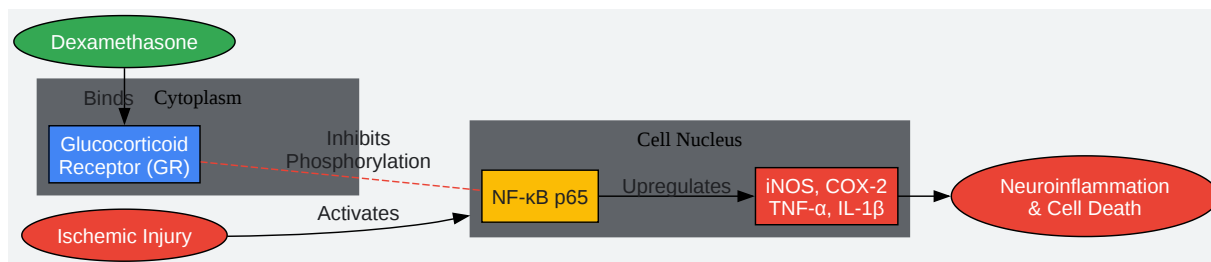 Dexamethasone
Binds
Cytoplasm
Glucocorticoid
Receptor (GR)
Inhibits
Phosphorylation
Cell Nucleus
NF-κB p65
Upregulates
iNOS, COX-2
TNF-α, IL-1β
Neuroinflammation
& Cell Death
Activates
Ischemic Injury